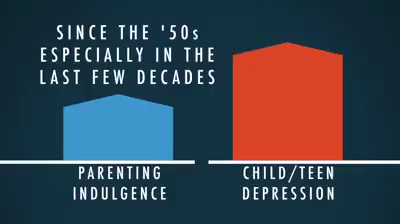 SINCE THE '50s
ESPECIALLY IN THE
LAST FEW DECADES
PARENTING
INDULGENCE
CHILD/TEEN
DEPRESSION